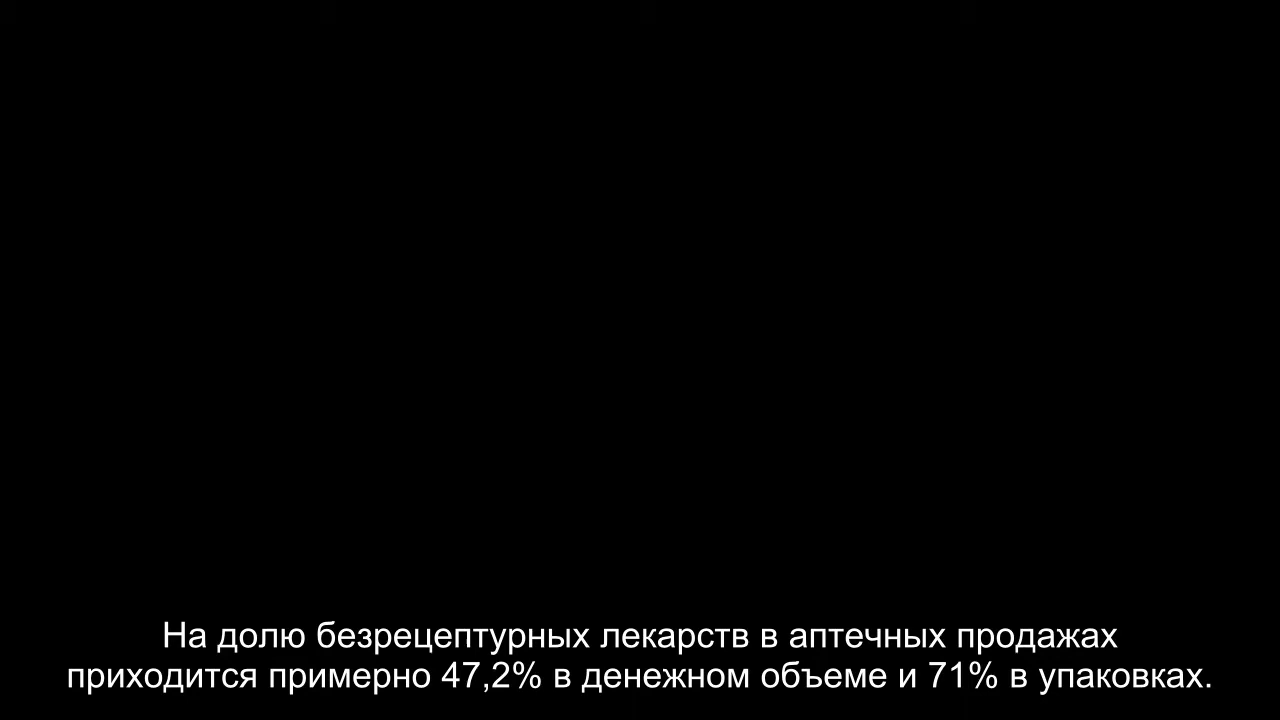 На долю безрецептурных лекарств в аптечных продажах
приходится примерно 47,2% в денежном объеме и 71% в упаковках.